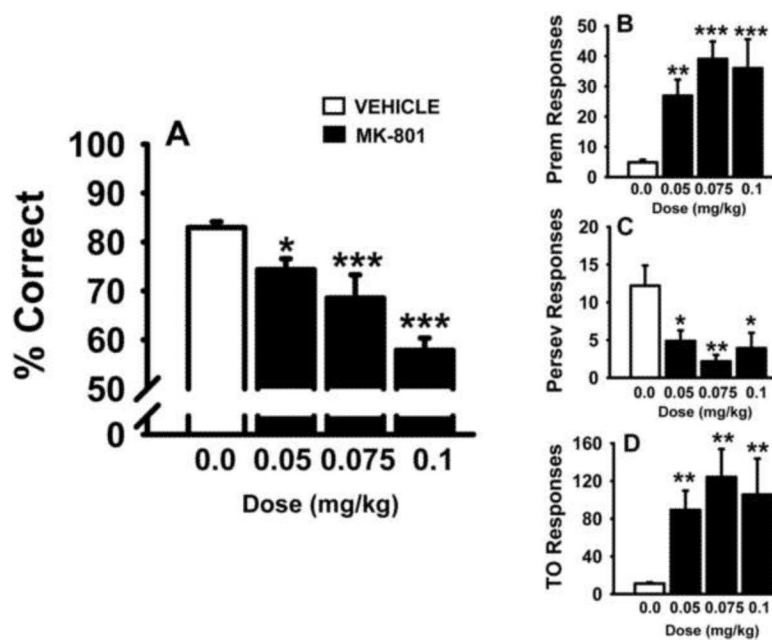 A
VEHICLE
MK-801
% Correct
100
90
80
70
60
50
0
*
***
***
0.0 0.05 0.075 0.1
Dose (mg/kg)
B
Prem Responses
50
40
30
20
10
0
**
***
***
0.0 0.05 0.075 0.1
Dose (mg/kg)
C
Persev Responses
15
10
5
0
*
**
*
0.0 0.05 0.075 0.1
Dose (mg/kg)
D
TO Responses
160
120
80
40
0
**
**
**
0.0 0.05 0.075 0.1
Dose (mg/kg)